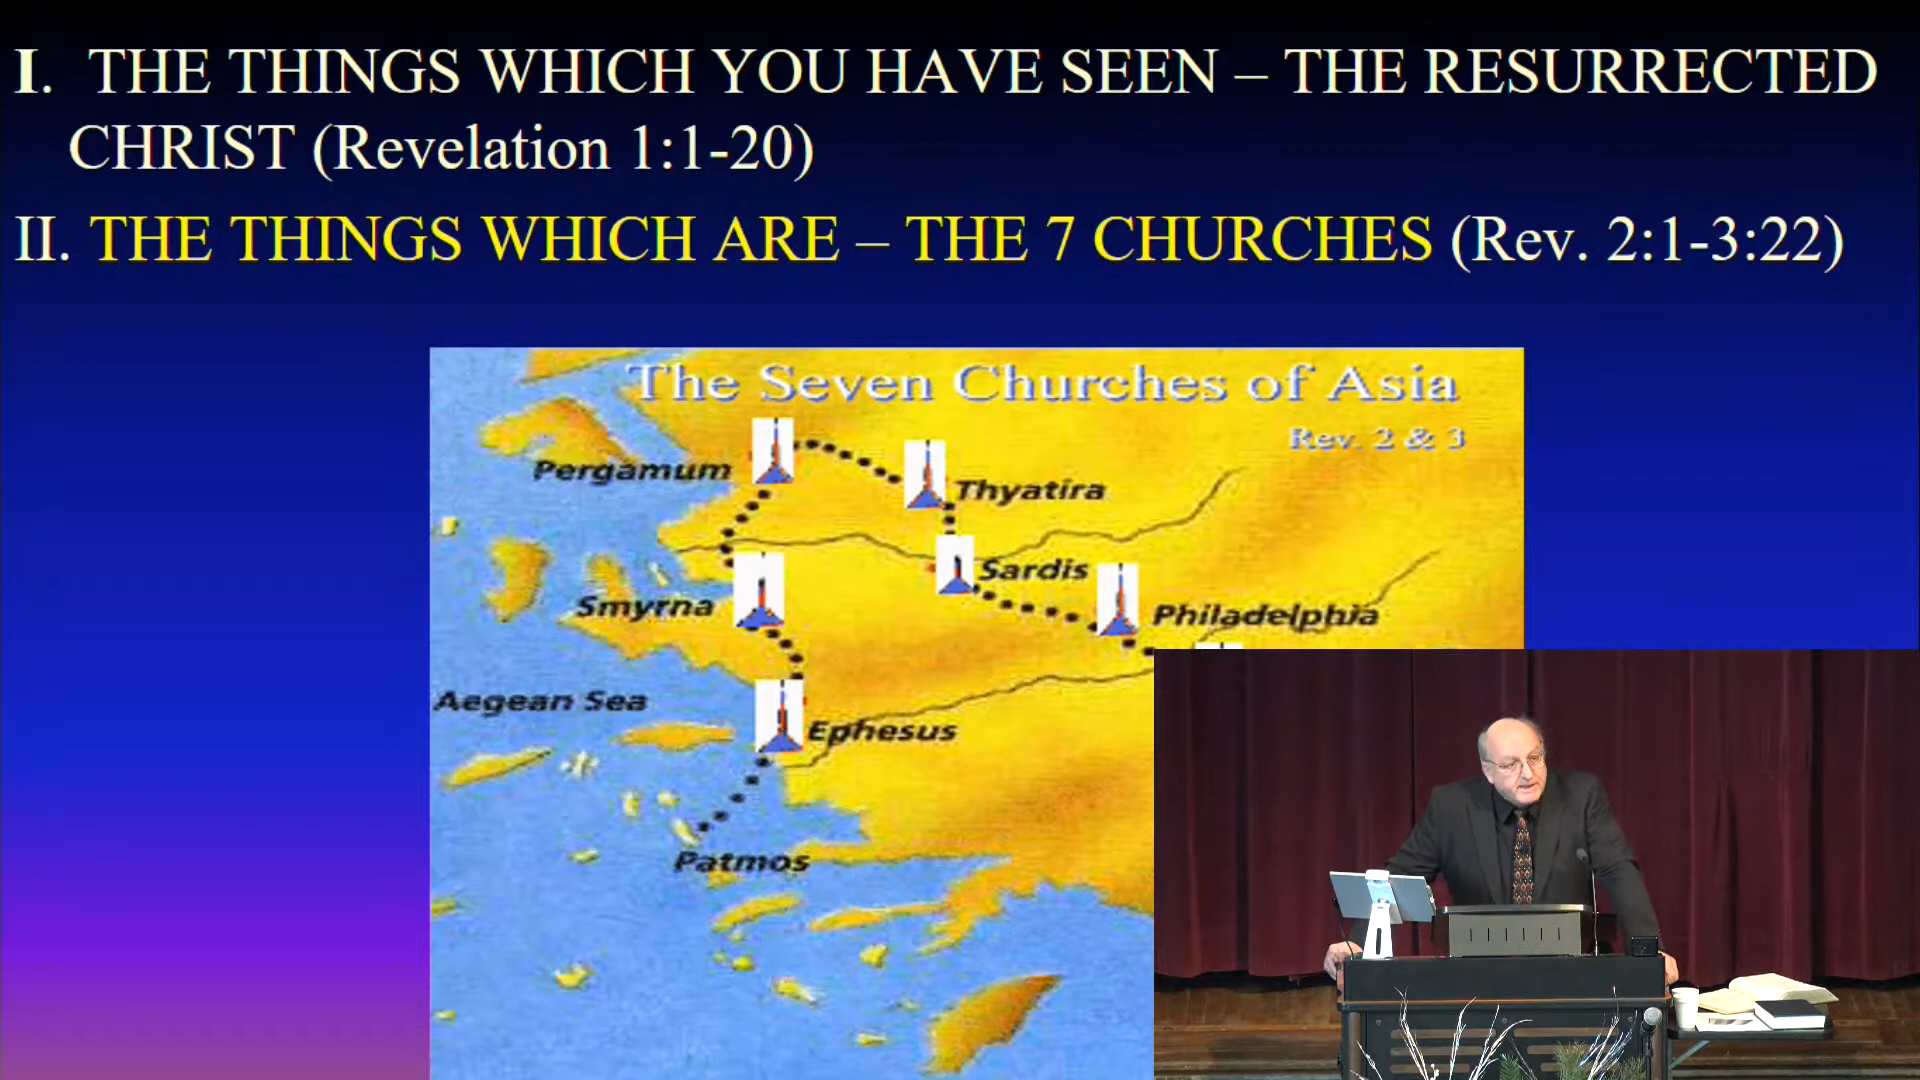 I. THE THINGS WHICH YOU HAVE SEEN – THE RESURRECTED
CHRIST (Revelation 1:1-20)
II. THE THINGS WHICH ARE – THE 7 CHURCHES (Rev. 2:1-3:22)
The Seven Churches of Asia
Rev. 2 & 3
Pergamum
Thyatira
Sardis
Smyrna
Philadelphia
Aegean Sea
Ephesus
Patmos